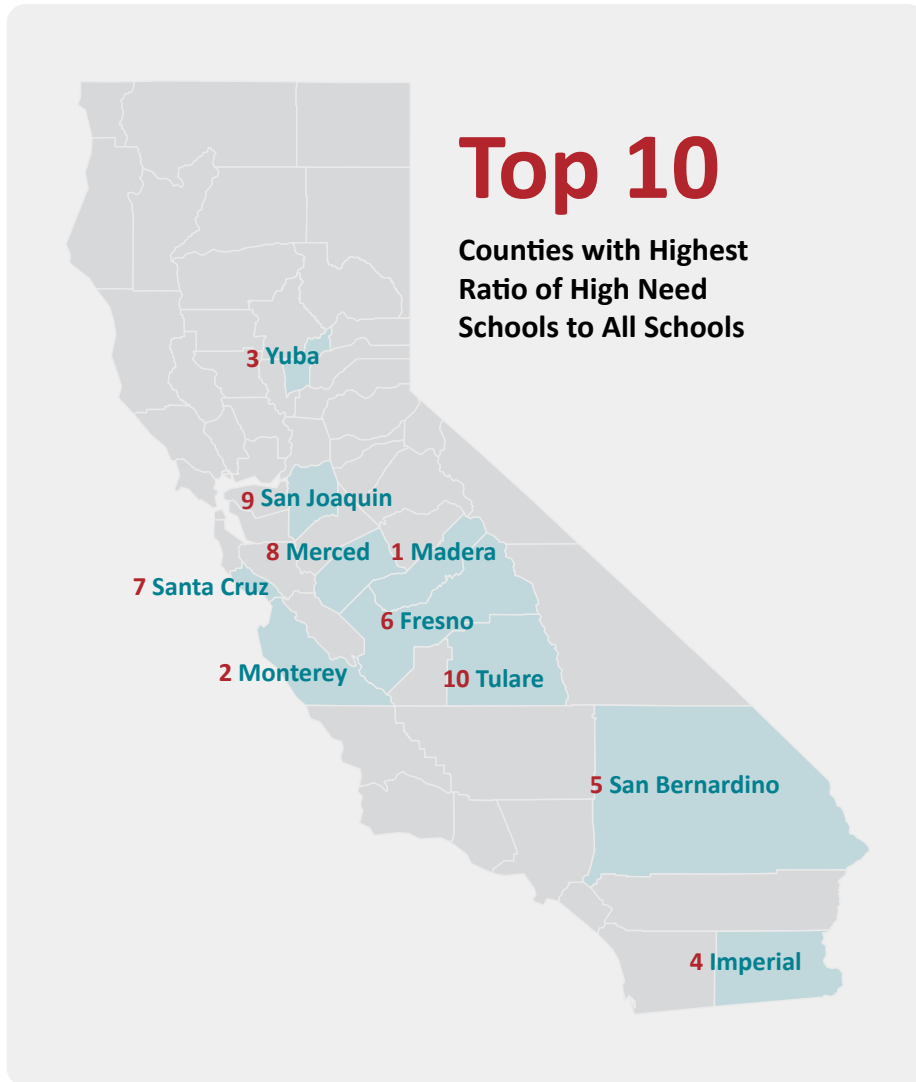 Top 10
Counties with Highest
Ratio of High Need
Schools to All Schools
3 Yuba
9 San Joaquin
8 Merced
1 Madera
7 Santa Cruz
6 Fresno
2 Monterey
10 Tulare
5 San Bernardino
4 Imperial